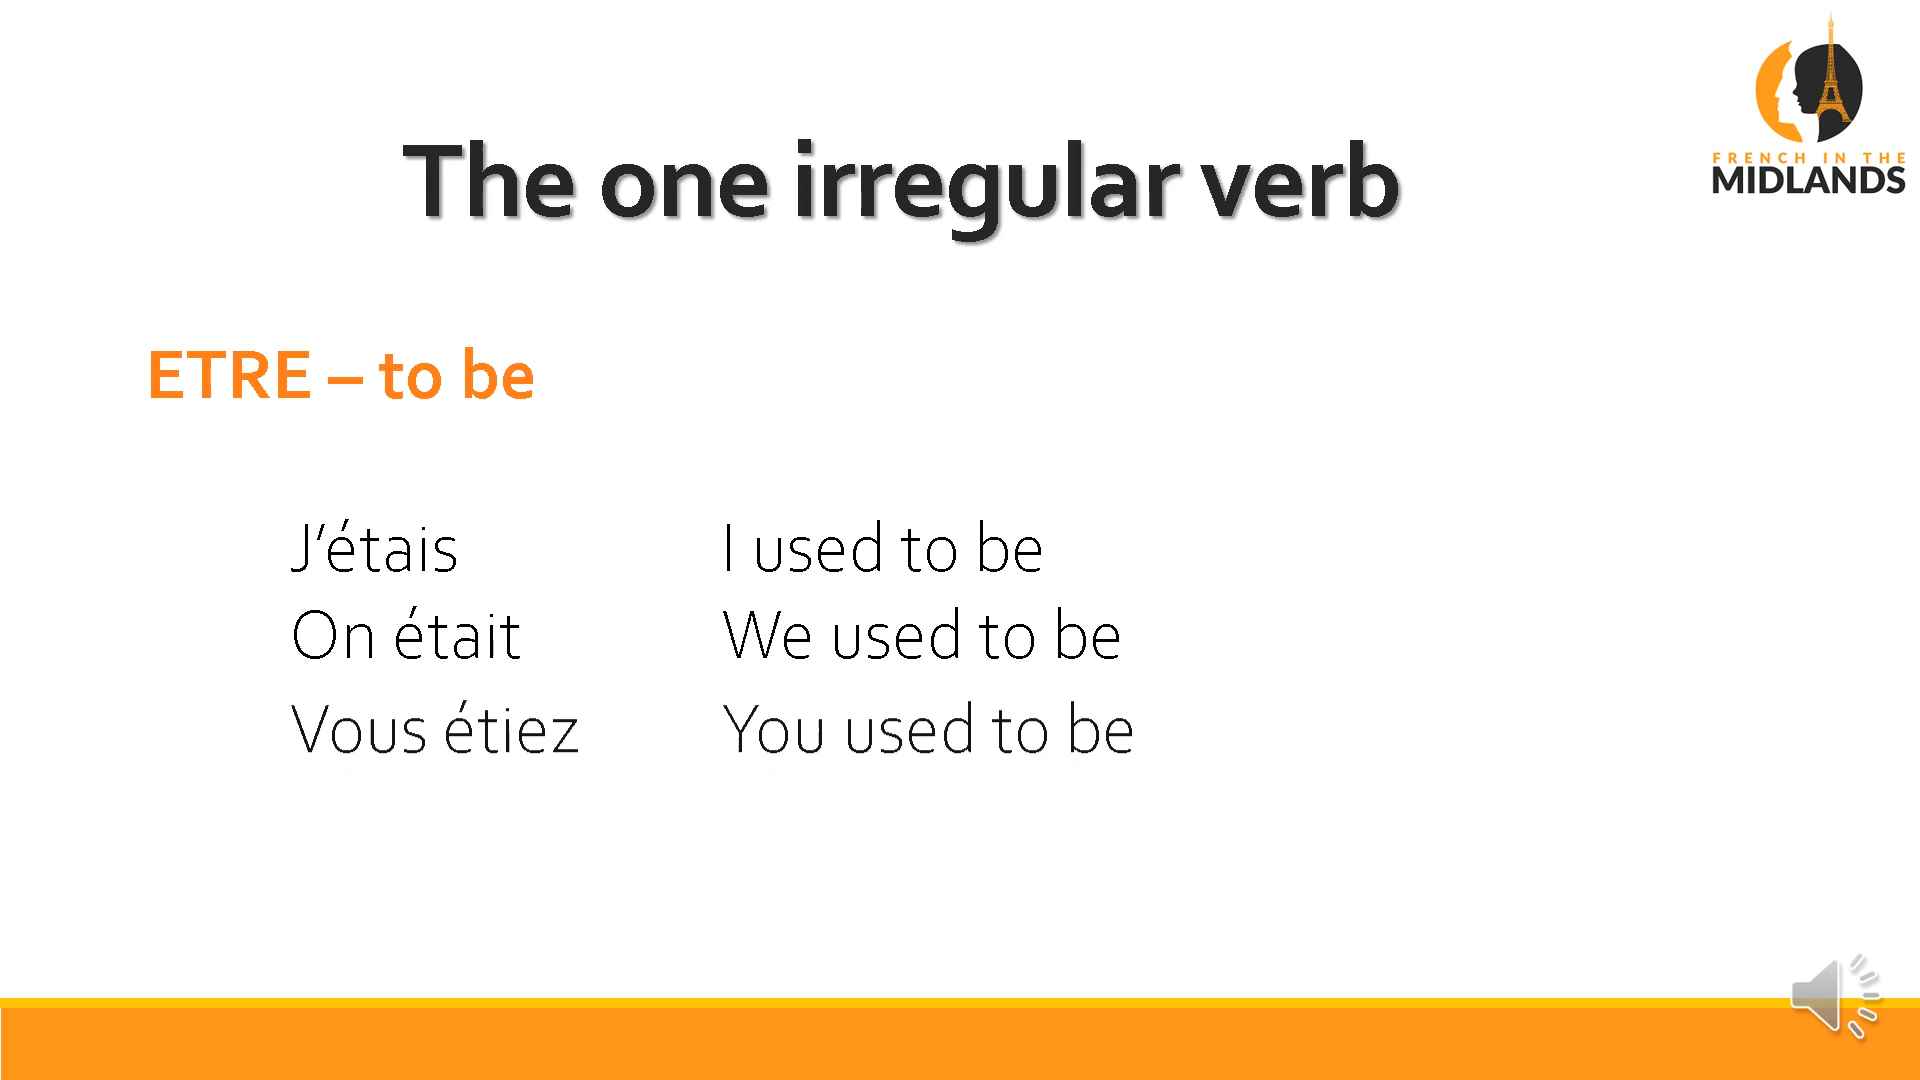 FRENCH IN THE
MIDLANDS
The one irregular verb
ETRE – to be
J’étais I used to be
On était We used to be
Vous étiez You used to be